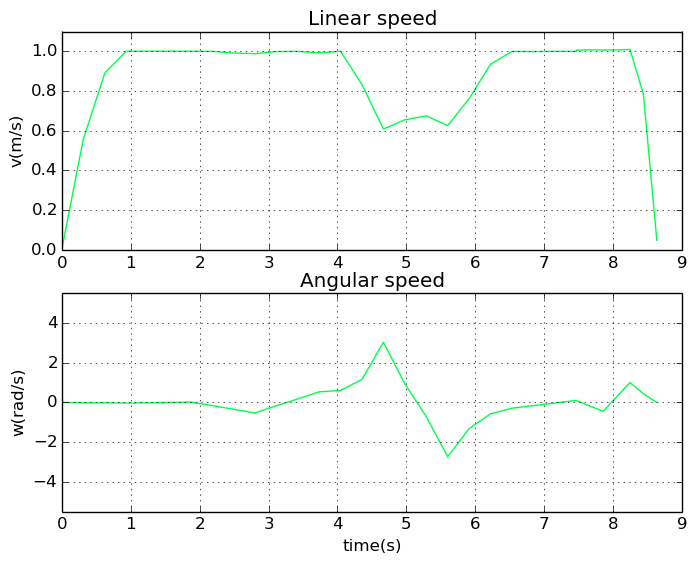 Linear speed
1.0
0.8
0.6
0.4
0.2
0.0
v(m/s)
0 1 2 3 4 5 6 7 8 9
Angular speed
4
2
0
−2
−4
w(rad/s)
0 1 2 3 4 5 6 7 8 9
time(s)